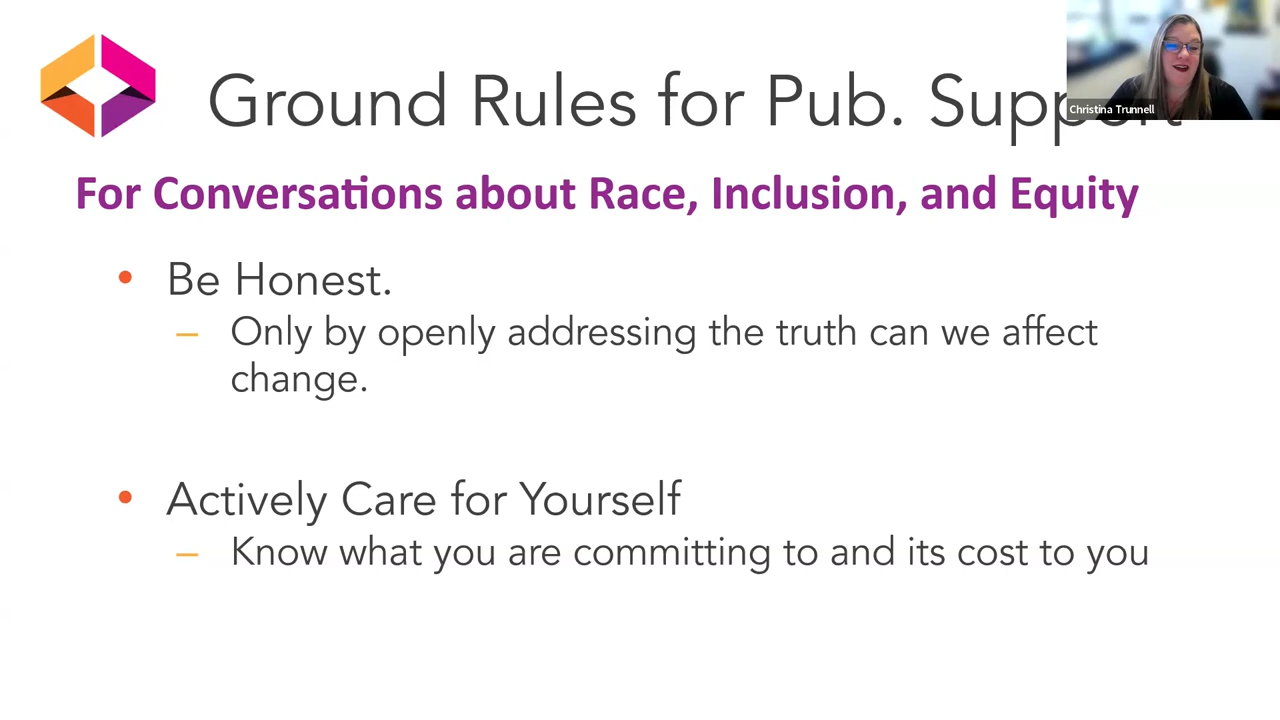 Ground Rules for Pub. Support
Christina Trunnell
For Conversations about Race, Inclusion, and Equity
• Be Honest.
– Only by openly addressing the truth can we affect
change.
• Actively Care for Yourself
– Know what you are committing to and its cost to you